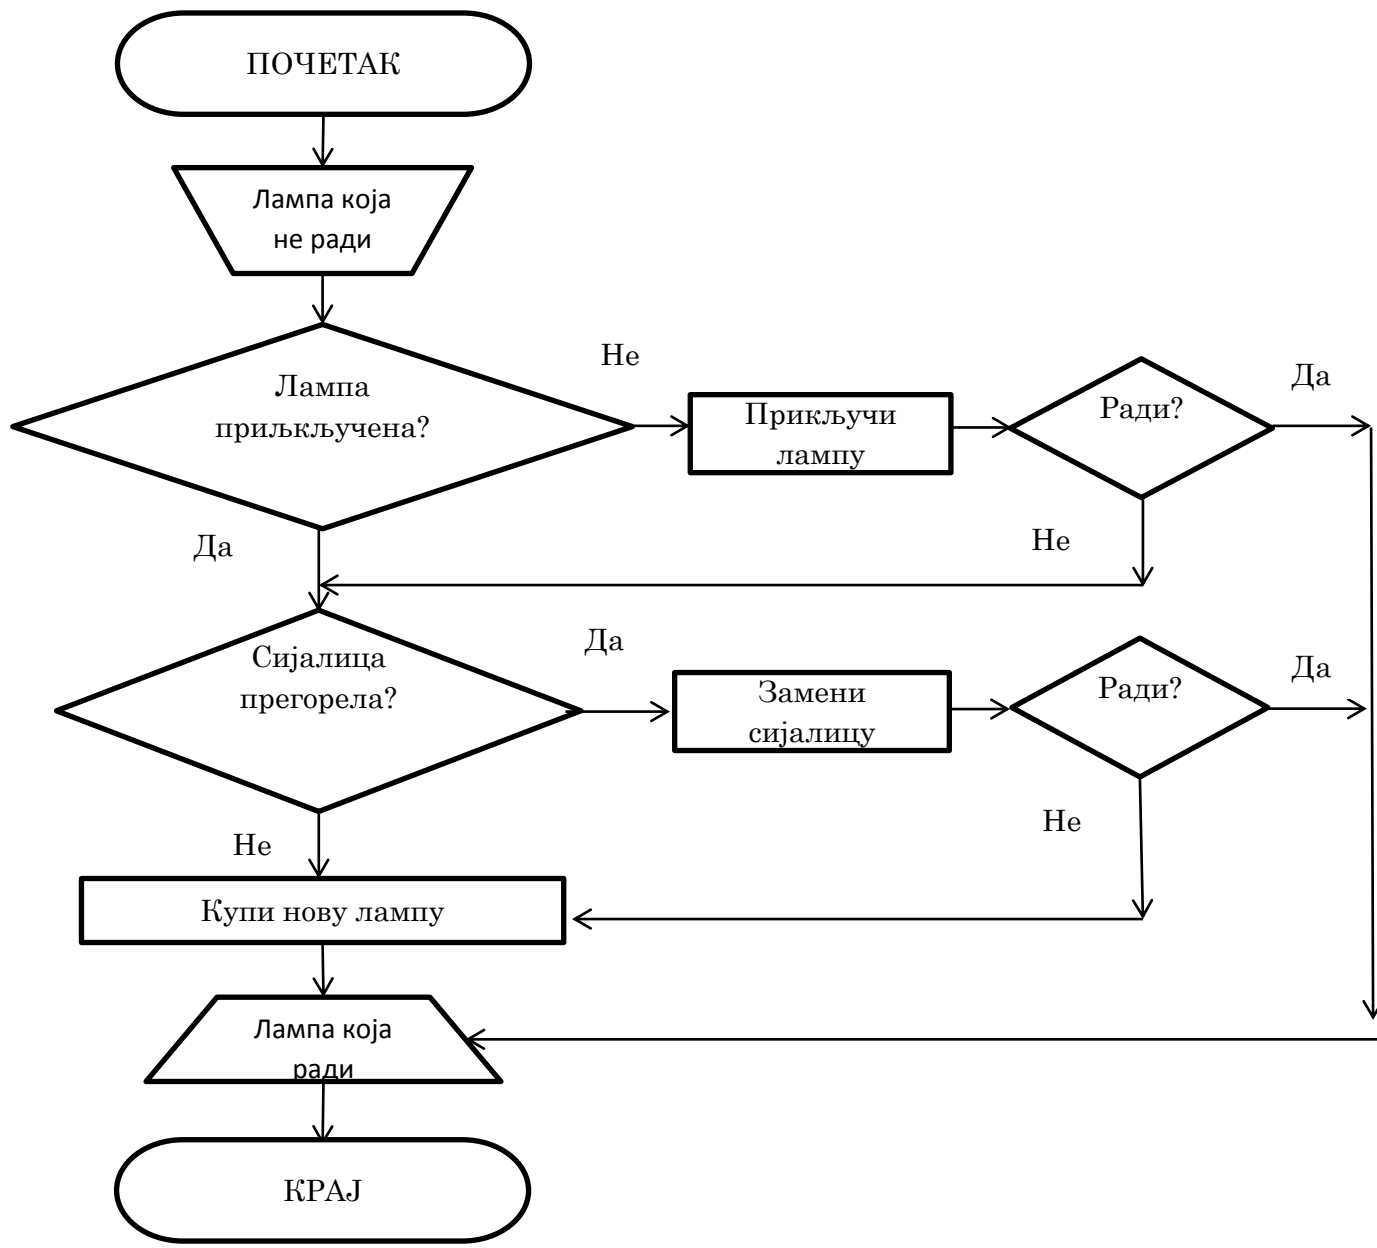 ПОЧЕТАК
Лампа која
не ради
Не
Лампа
приљкључена?
Прикључи
лампу
Ради?
Да
Да
Не
Сијалица
прегорела?
Да
Замени
сијалицу
Ради?
Да
Не
Не
Купи нову лампу
Лампа која
ради
КРАЈ